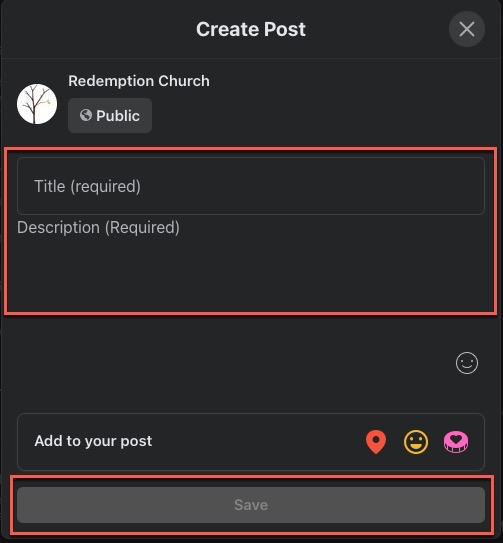 Create Post
Redemption Church
Public
Title (required)
Description (Required)
Add to your post
Save